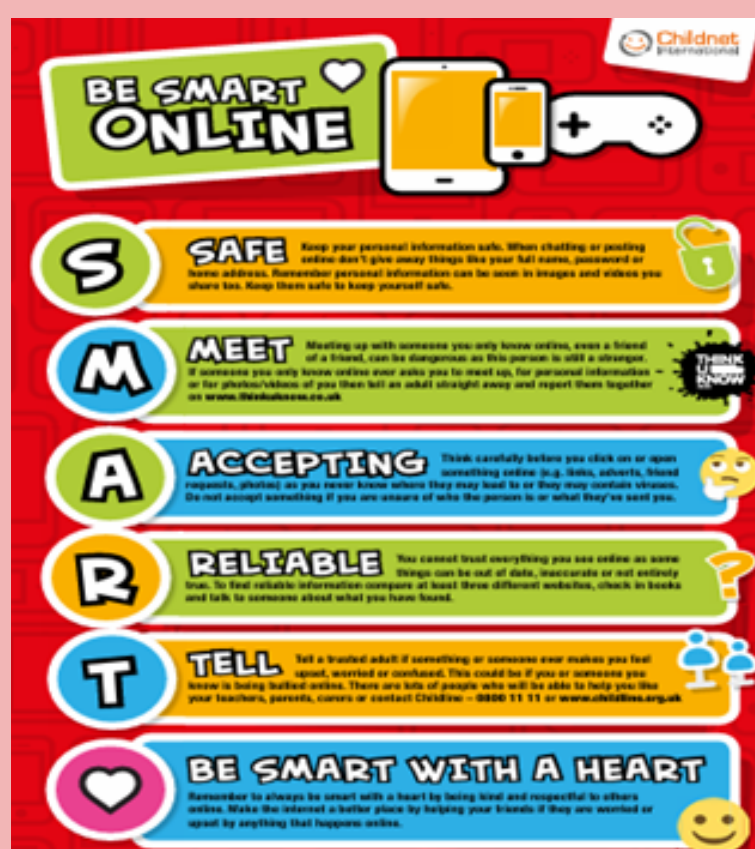 Childnet
International
BE SMART
ONLINE
S
SAFE Keep your personal information safe. When chatting or posting
online don't give away things like your full name, password or
home address. Remember personal information can be seen in images and videos you
share too. Keep them safe to keep yourself safe.
M
MEET Meeting up with someone you only know online, even a friend
of a friend, can be dangerous as this person is still a stranger.
If someone you only know online ever asks you to meet up, for personal information
or for photos/videos of you then tell an adult straight away and report them together
on www.thinkuknow.co.uk
THINK
U
KNOW
A
ACCEPTING Think carefully before you click on or open
something online (e.g. links, adverts, friend
requests, photos) as you never know where they may lead to or they may contain viruses.
Do not accept something if you are unsure of who the person is or what they've sent you.
R
RELIABLE You cannot trust everything you see online as some
things can be out of date, inaccurate or not entirely
true. To find reliable information compare at least three different websites, check in books
and talk to someone about what you have found.
T
TELL Tell a trusted adult if something or someone ever makes you feel
upset, worried or confused. This could be if you or someone you
know is being bullied online. There are lots of people who will be able to help you like
your teachers, parents, carers or contact Childline – 0800 11 11 or www.childline.org.uk
BE SMART WITH A HEART
Remember to always be smart with a heart by being kind and respectful to others
online. Make the internet a better place by helping your friends if they are worried or
upset by anything that happens online.